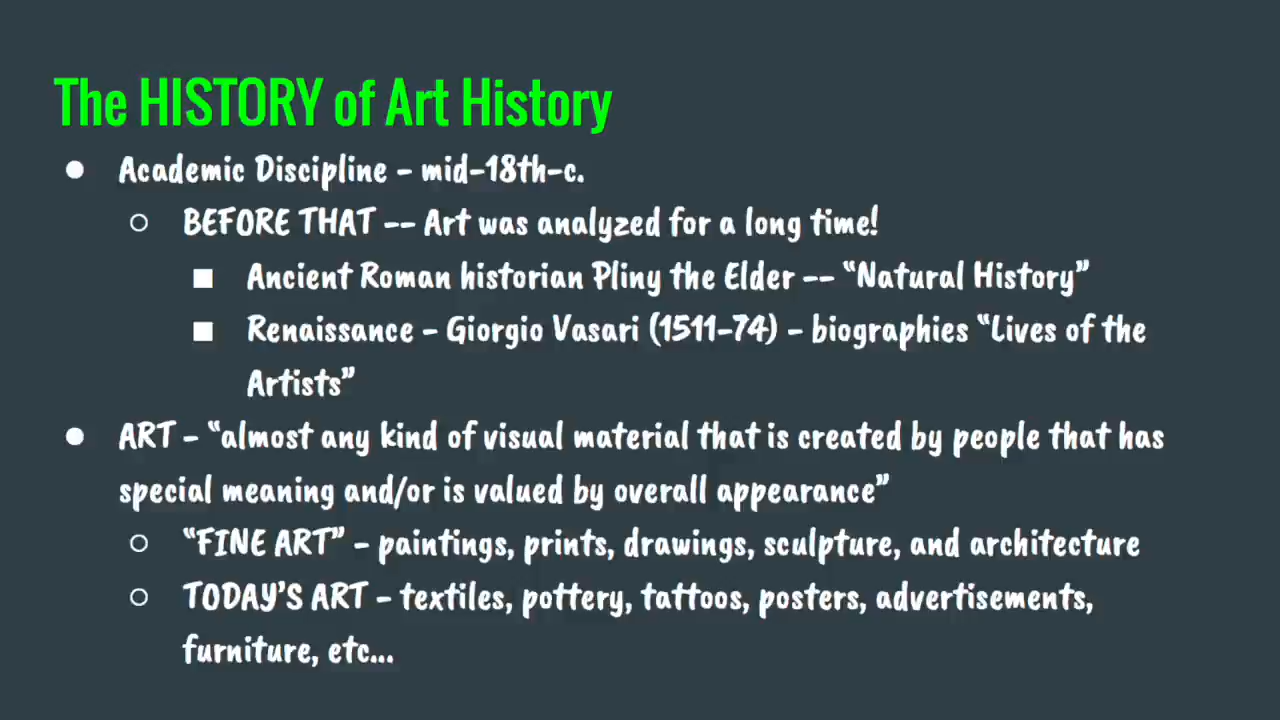 The HISTORY of Art History
● Academic Discipline - mid-18th-c.
○ BEFORE THAT -- Art was analyzed for a long time!
■ Ancient Roman historian Pliny the Elder -- “Natural History”
■ Renaissance - Giorgio Vasari (1511-74) - biographies “Lives of the
Artists”
● ART - “almost any kind of visual material that is created by people that has
special meaning and/or is valued by overall appearance”
○ “FINE ART” - paintings, prints, drawings, sculpture, and architecture
○ TODAY’S ART - textiles, pottery, tattoos, posters, advertisements,
furniture, etc...